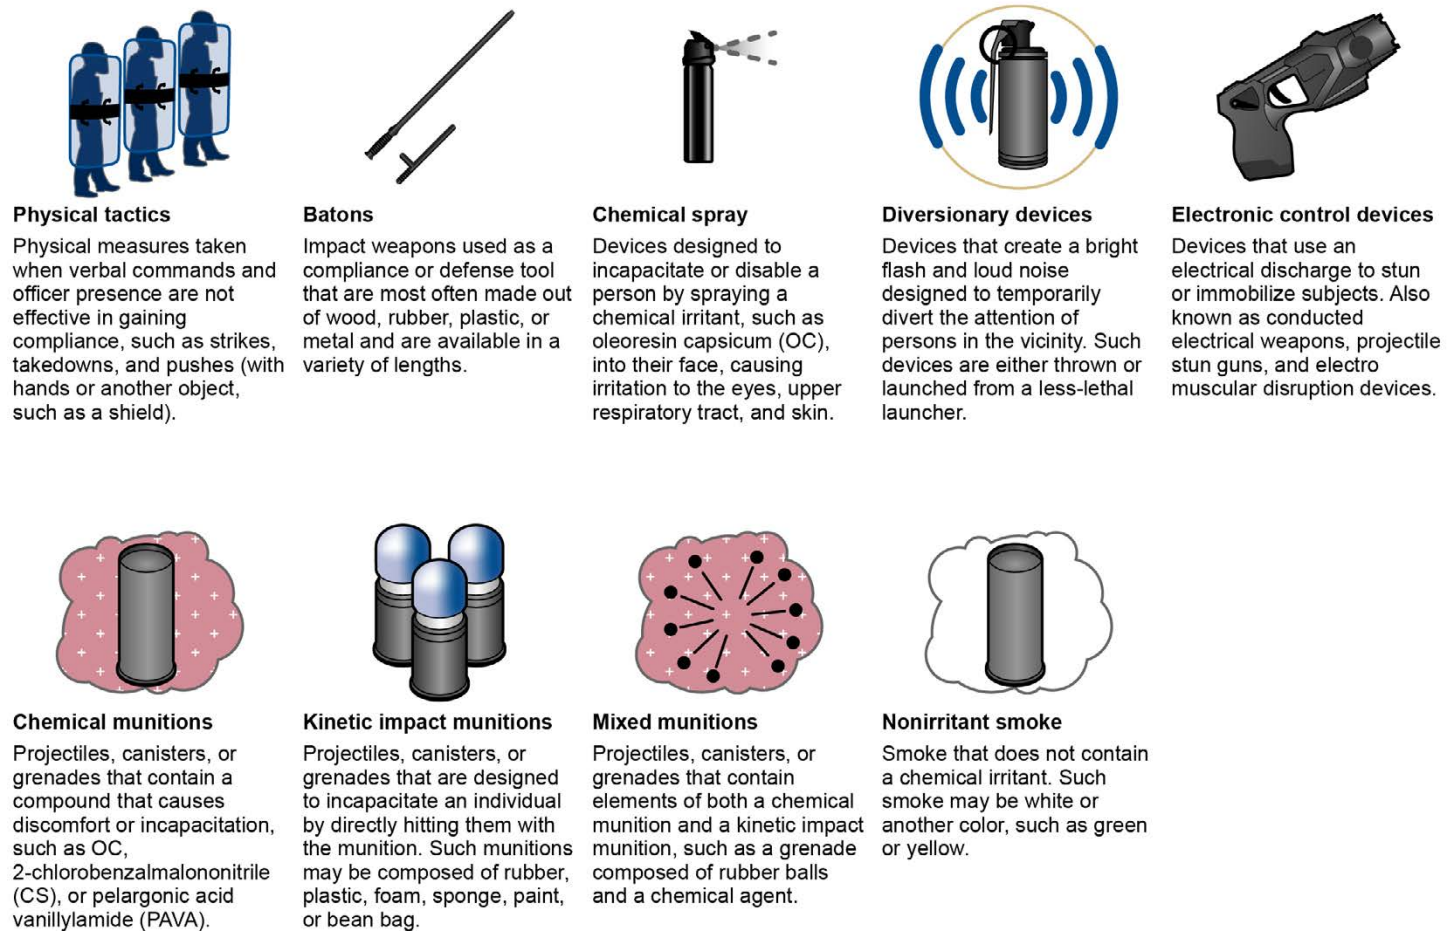 Physical tactics
Physical measures taken
when verbal commands and
officer presence are not
effective in gaining
compliance, such as strikes,
takedowns, and pushes (with
hands or another object,
such as a shield).
Batons
Impact weapons used as a
compliance or defense tool
that are most often made out
of wood, rubber, plastic, or
metal and are available in a
variety of lengths.
Chemical spray
Devices designed to
incapacitate or disable a
person by spraying a
chemical irritant, such as
oleoresin capsicum (OC),
into their face, causing
irritation to the eyes, upper
respiratory tract, and skin.
Diversionary devices
Devices that create a bright
flash and loud noise
designed to temporarily
divert the attention of
persons in the vicinity. Such
devices are either thrown or
launched from a less-lethal
launcher.
Electronic control devices
Devices that use an
electrical discharge to stun
or immobilize subjects. Also
known as conducted
electrical weapons, projectile
stun guns, and electro
muscular disruption devices.
Chemical munitions
Projectiles, canisters, or
grenades that contain a
compound that causes
discomfort or incapacitation,
such as OC,
2-chlorobenzalmalononitrile
(CS), or pelargonic acid
vanillylamide (PAVA).
Kinetic impact munitions
Projectiles, canisters, or
grenades that are designed
to incapacitate an individual
by directly hitting them with
the munition. Such munitions
may be composed of rubber,
plastic, foam, sponge, paint,
or bean bag.
Mixed munitions
Projectiles, canisters, or
grenades that contain
elements of both a chemical
munition and a kinetic impact
munition, such as a grenade
composed of rubber balls
and a chemical agent.
Nonirritant smoke
Smoke that does not contain
a chemical irritant. Such
smoke may be white or
another color, such as green
or yellow.